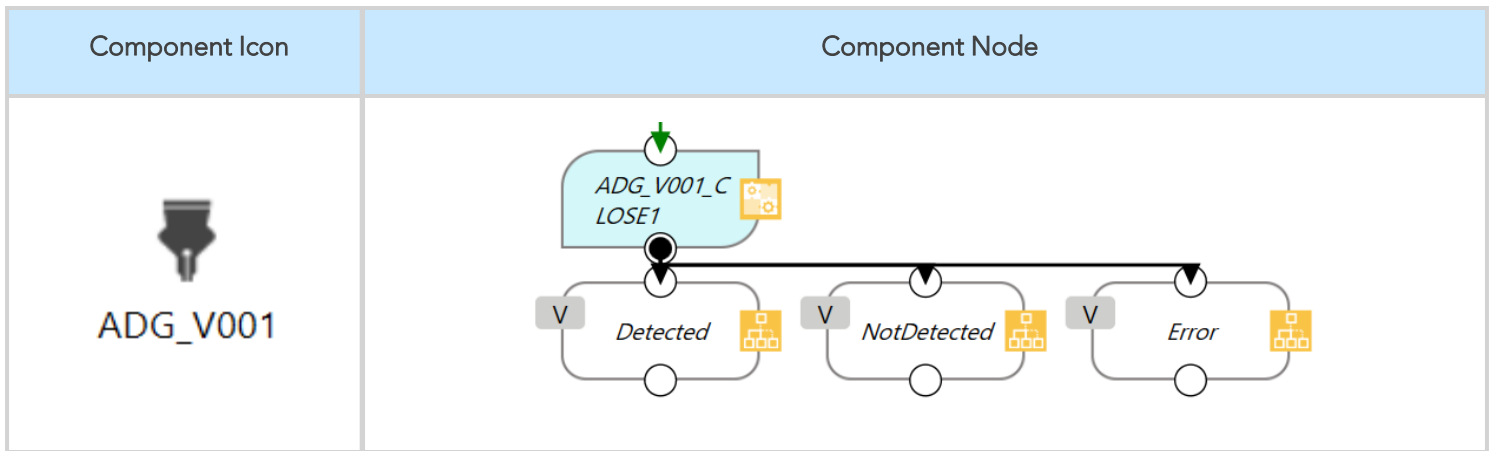 Component Icon
Component Node
ADG_V001
ADG_V001_C
LOSE1
V
Detected
V
NotDetected
V
Error